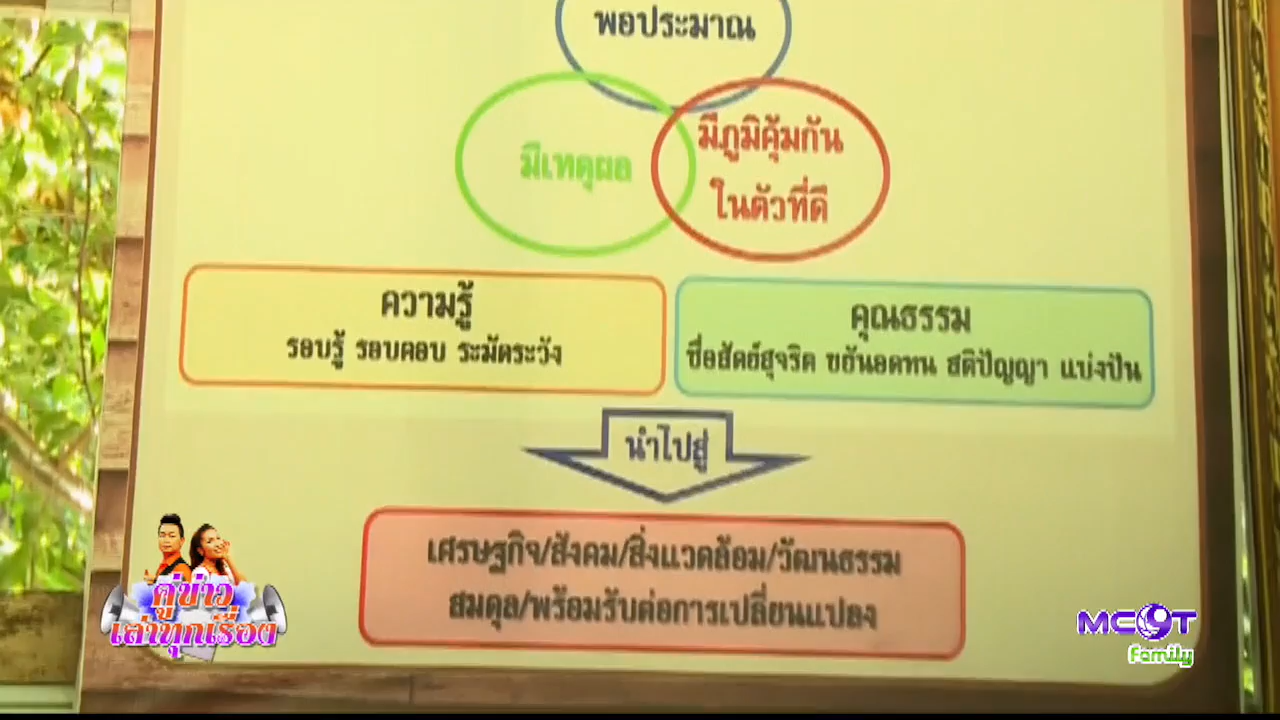 พอประมาณ
มีเหตุผล
มีภูมิคุ้มกัน
ในตัวที่ดี
ความรู้
รอบรู้ รอบคอบ ระมัดระวัง
คุณธรรม
ซื่อสัตย์สุจริต ขยันอดทน สติปัญญา แบ่งปัน
นำไปสู่
เศรษฐกิจ/สังคม/สิ่งแวดล้อม/วัฒนธรรม
สมดุล/พร้อมรับต่อการเปลี่ยนแปลง
คู่ข่าว
เล่าทุกเรื่อง
MCOT
Family